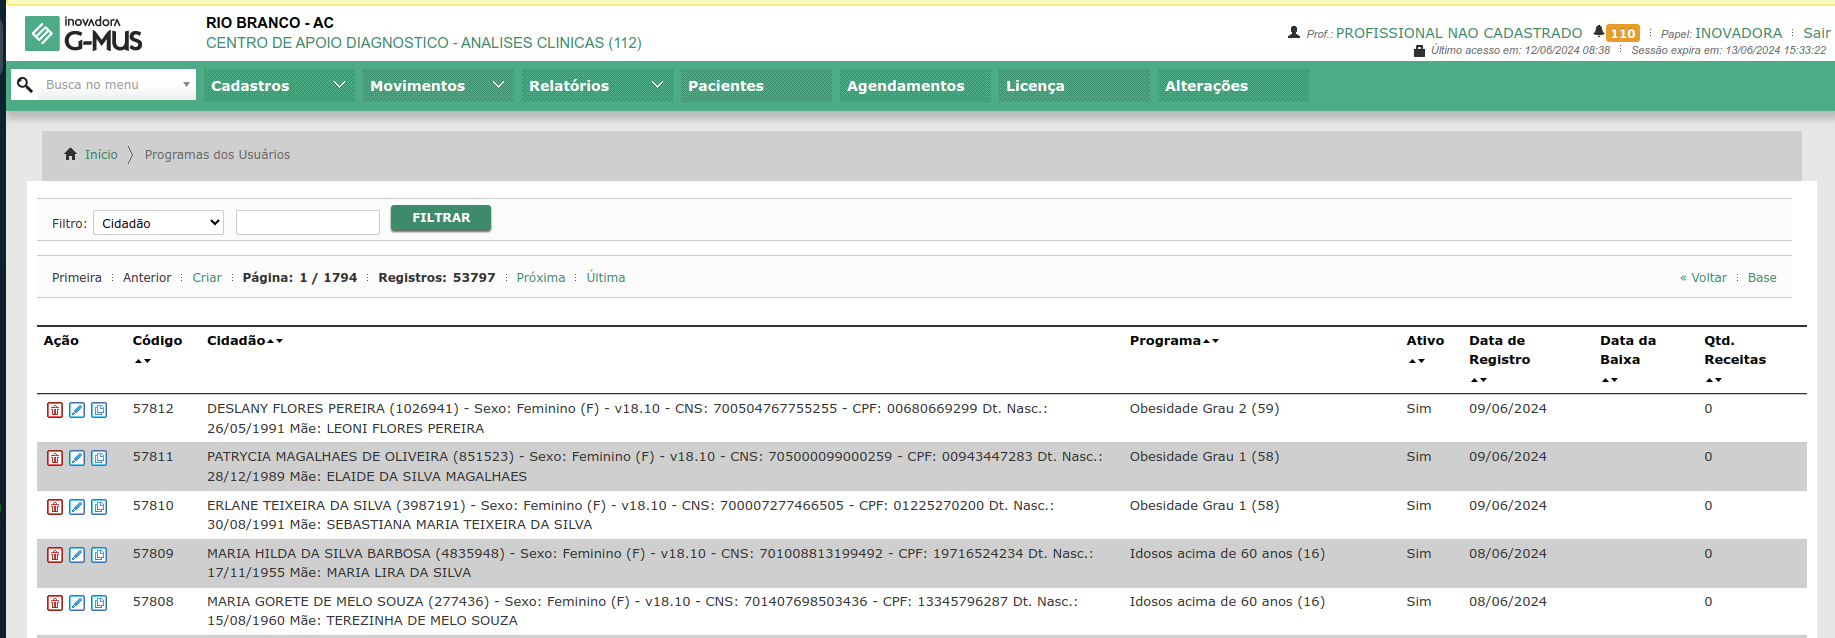 inovadora
G-MUS
RIO BRANCO - AC
CENTRO DE APOIO DIAGNOSTICO - ANALISES CLINICAS (112)
Prof.: PROFISSIONAL NAO CADASTRADO 110 Papel: INOVADORA Sair
Último acesso em: 12/06/2024 08:38 Sessão expira em: 13/06/2024 15:33:22
Busca no menu Cadastros Movimentos Relatórios Pacientes Agendamentos Licença Alterações
Início Programas dos Usuários
Filtro: Cidadão FILTRAR
Primeira Anterior Criar Página: 1 / 1794 Registros: 53797 Próxima Última « Voltar Base
Ação Código Cidadão Programa Ativo Data de Registro Data da Baixa Qtd. Receitas
57812 DESLANY FLORES PEREIRA (1026941) - Sexo: Feminino (F) - v18.10 - CNS: 700504767755255 - CPF: 00680669299 Dt. Nasc.: Obesidade Grau 2 (59) Sim 09/06/2024 0
26/05/1991 Mãe: LEONI FLORES PEREIRA
57811 PATRYCIA MAGALHAES DE OLIVEIRA (851523) - Sexo: Feminino (F) - v18.10 - CNS: 705000099000259 - CPF: 00943447283 Dt. Nasc.: Obesidade Grau 1 (58) Sim 09/06/2024 0
28/12/1989 Mãe: ELAIDE DA SILVA MAGALHAES
57810 ERLANE TEIXEIRA DA SILVA (3987191) - Sexo: Feminino (F) - v18.10 - CNS: 700007277466505 - CPF: 01225270200 Dt. Nasc.: Obesidade Grau 1 (58) Sim 09/06/2024 0
30/08/1991 Mãe: SEBASTIANA MARIA TEIXEIRA DA SILVA
57809 MARIA HILDA DA SILVA BARBOSA (4835948) - Sexo: Feminino (F) - v18.10 - CNS: 701008813199492 - CPF: 19716524234 Dt. Nasc.: Idosos acima de 60 anos (16) Sim 08/06/2024 0
17/11/1955 Mãe: MARIA LIRA DA SILVA
57808 MARIA GORETE DE MELO SOUZA (277436) - Sexo: Feminino (F) - v18.10 - CNS: 701407698503436 - CPF: 13345796287 Dt. Nasc.: Idosos acima de 60 anos (16) Sim 08/06/2024 0
15/08/1960 Mãe: TEREZINHA DE MELO SOUZA